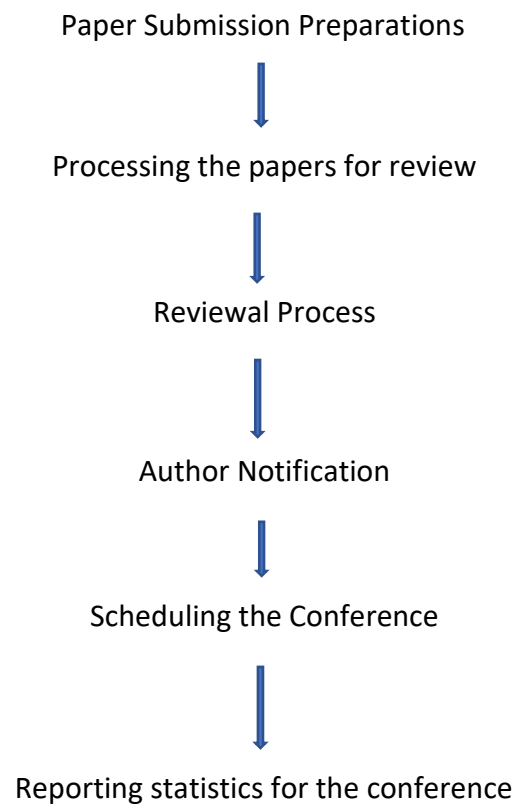 Paper Submission Preparations
Processing the papers for review
Reviewal Process
Author Notification
Scheduling the Conference
Reporting statistics for the conference